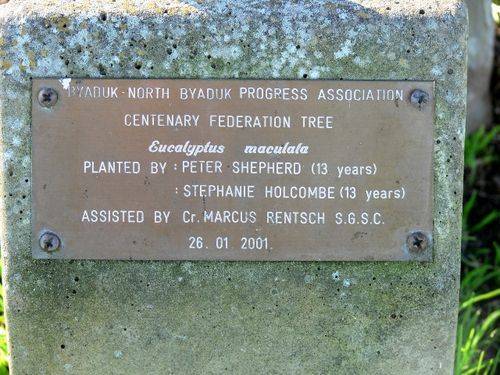 BYADUK-NORTH BYADUK PROGRESS ASSOCIATION
CENTENARY FEDERATION TREE
Eucalyptus maculata
PLANTED BY : PETER SHEPHERD (13 years)
: STEPHANIE HOLCOMBE (13 years)
ASSISTED BY Cr. MARCUS RENTSCH S.G.S.C.
26. 01 2001.